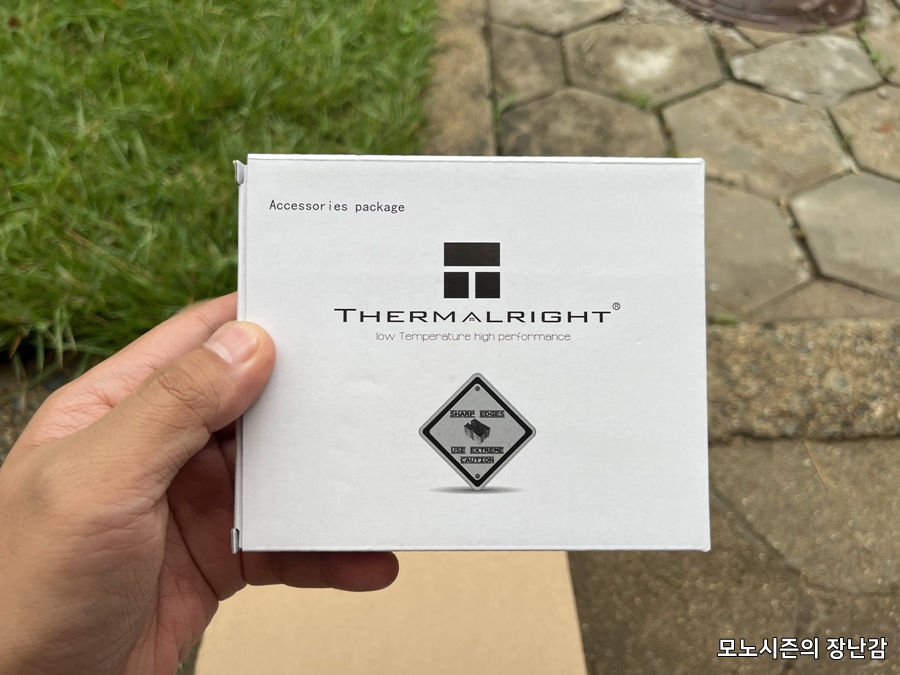 Accessories package
THERMALRIGHT®
low Temperature high performance
SHARP EDGES
USE EXTREME
CAUTION
모노시즌의 장난감